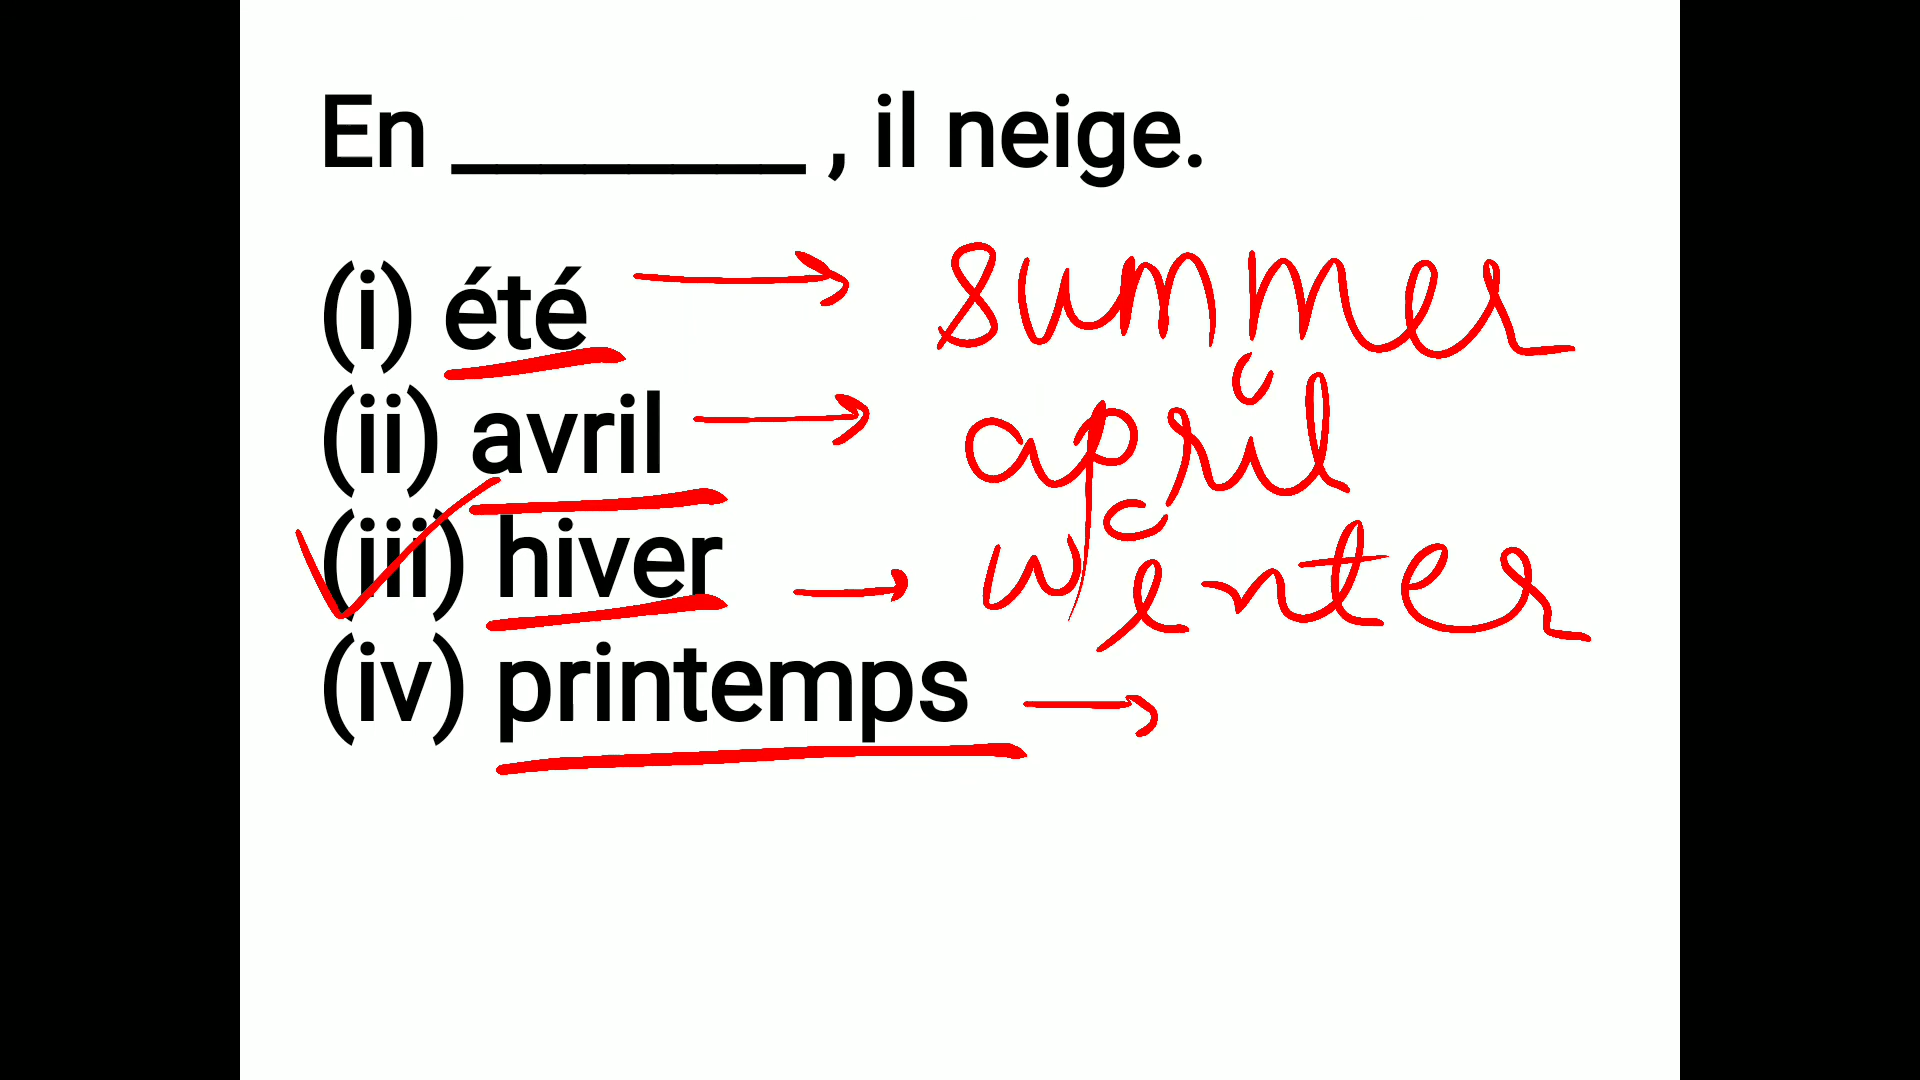 En ________ , il neige.
(i) été → summer
(ii) avril → april
(iii) hiver → winter
(iv) printemps →